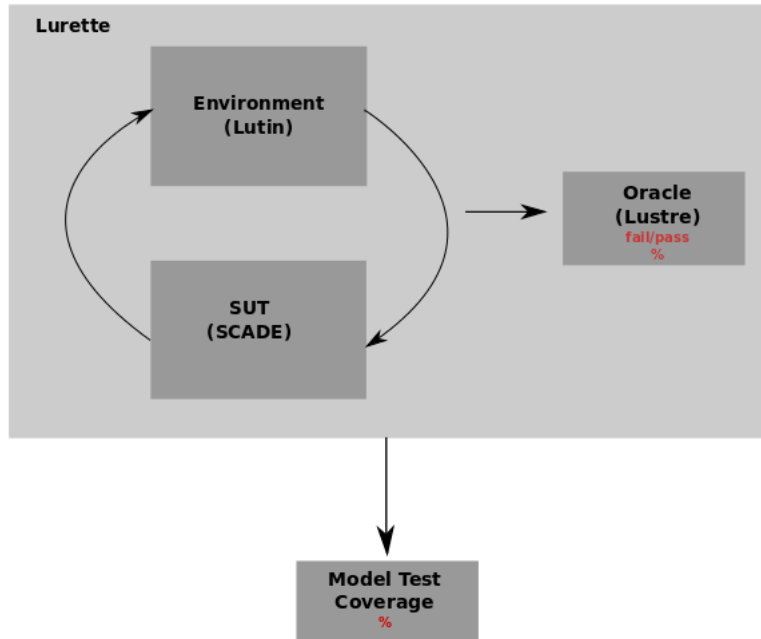 Lurette
Environment
(Lutin)
Oracle
(Lustre)
fail/pass
%
SUT
(SCADE)
Model Test
Coverage
%